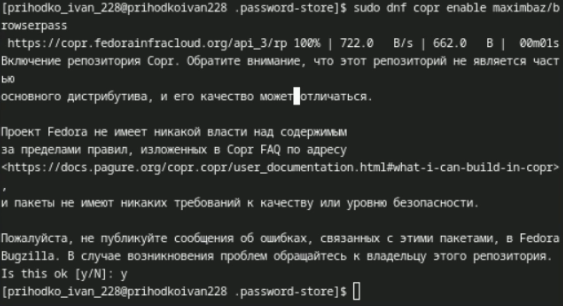 [prihodko_ivan_228@prihodkoivan228 .password-store]$ sudo dnf copr enable maximbaz/b
rowserpass
https://copr.fedorainfracloud.org/api_3/rp 100% | 722.0   B/s | 662.0   B |  00m01s
Включение репозитория Copr. Обратите внимание, что этот репозиторий не является част
ью
основного дистрибутива, и его качество может отличаться.
Проект Fedora не имеет никакой власти над содержимым
за пределами правил, изложенных в Copr FAQ по адресу
<https://docs.pagure.org/copr.copr/user_documentation.html#what-i-can-build-in-copr>
,
и пакеты не имеют никаких требований к качеству или уровню безопасности.
Пожалуйста, не публикуйте сообщения об ошибках, связанных с этими пакетами, в Fedora
Bugzilla. В случае возникновения проблем обращайтесь к владельцу этого репозитория.
Is this ok [y/N]: y
[prihodko_ivan_228@prihodkoivan228 .password-store]$